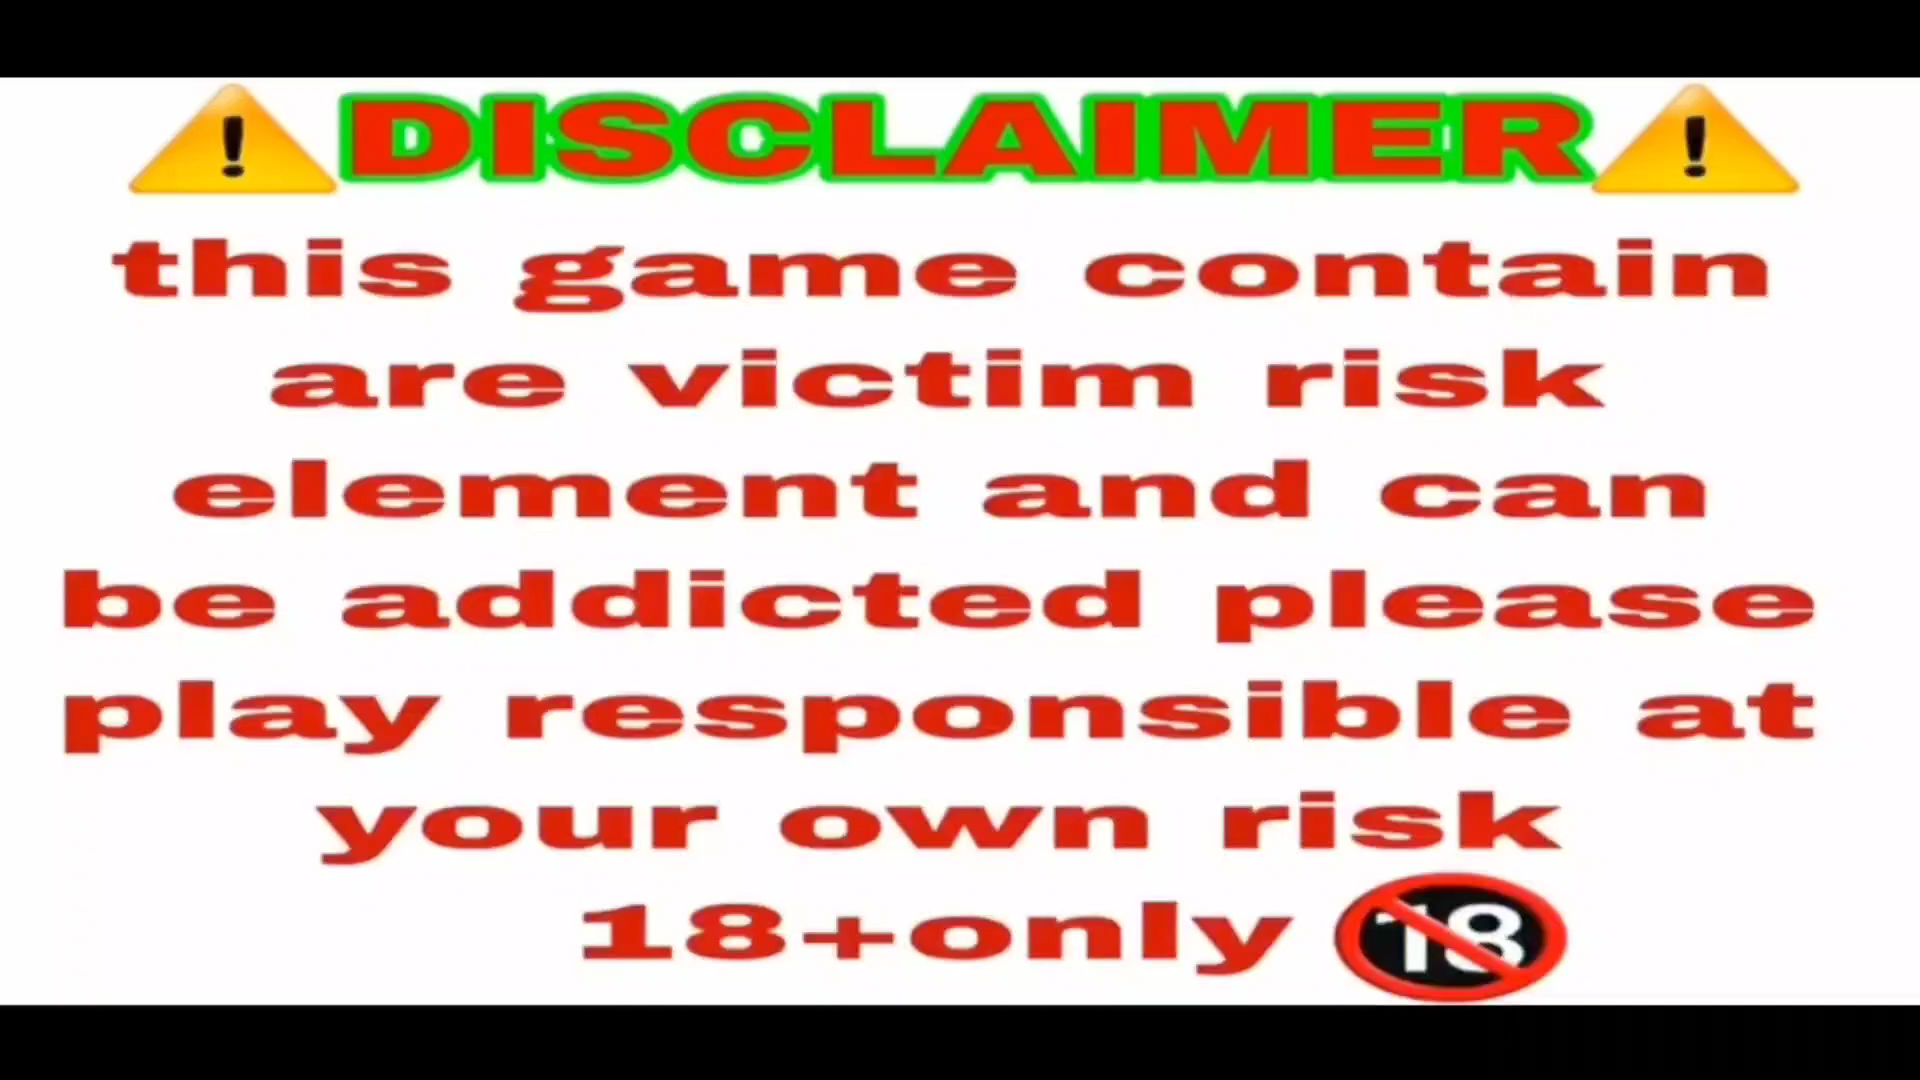 ⚠️DISCLAIMER⚠️
this game contain
are victim risk
element and can
be addicted please
play responsible at
your own risk
18+only 🔞